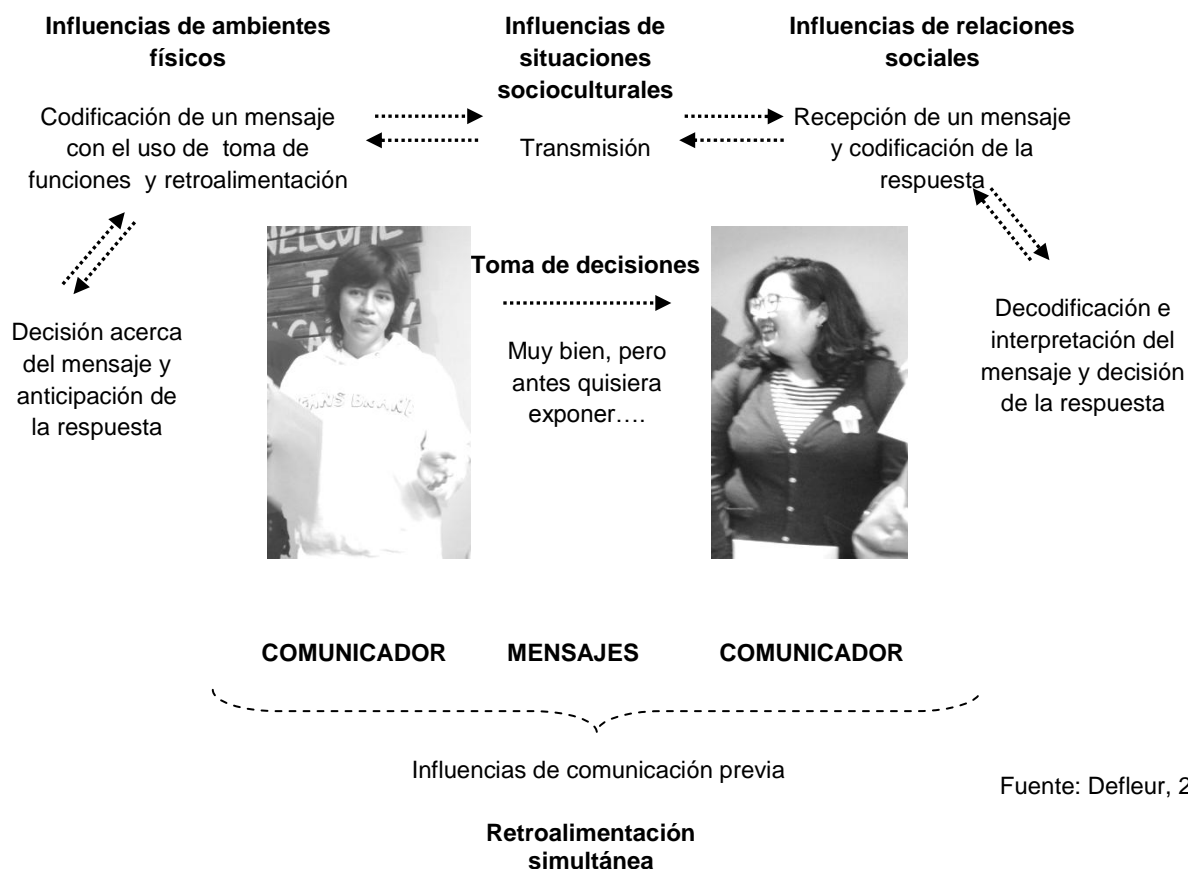 Influencias de ambientes
físicos
Influencias de
situaciones
socioculturales
Influencias de relaciones
sociales
Codificación de un mensaje
con el uso de toma de
funciones y retroalimentación
Transmisión
Recepción de un mensaje
y codificación de la
respuesta
WELCOME
Toma de decisiones
Muy bien, pero
antes quisiera
exponer….
Decisión acerca
del mensaje y
anticipación de
la respuesta
Decodificación e
interpretación del
mensaje y decisión
de la respuesta
COMUNICADOR MENSAJES COMUNICADOR
Influencias de comunicación previa
Fuente: Defleur, 2
Retroalimentación
simultánea